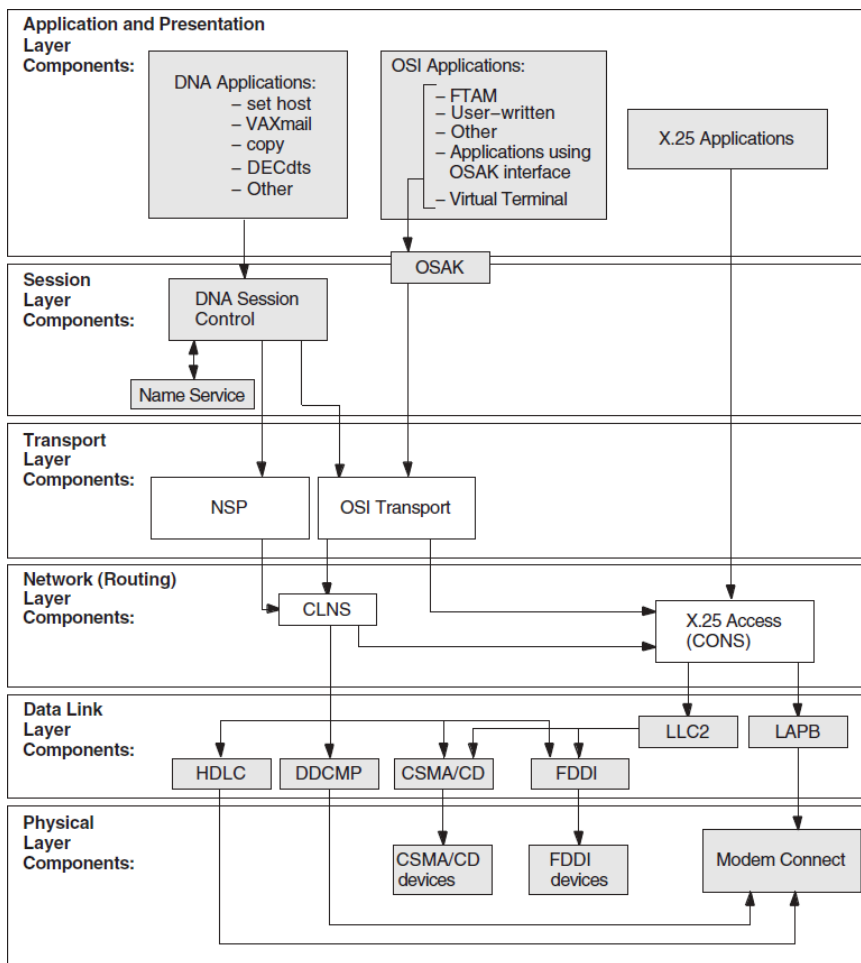 Application and Presentation
Layer
Components:
DNA Applications:
– set host
– VAXmail
– copy
– DECdts
– Other
OSI Applications:
– FTAM
– User–written
– Other
– Applications using
OSAK interface
– Virtual Terminal
X.25 Applications
OSAK
Session
Layer
Components:
DNA Session
Control
Name Service
Transport
Layer
Components:
NSP
OSI Transport
Network (Routing)
Layer
Components:
CLNS
X.25 Access
(CONS)
Data Link
Layer
Components:
LLC2
LAPB
HDLC
DDCMP
CSMA/CD
FDDI
Physical
Layer
Components:
CSMA/CD
devices
FDDI
devices
Modem Connect